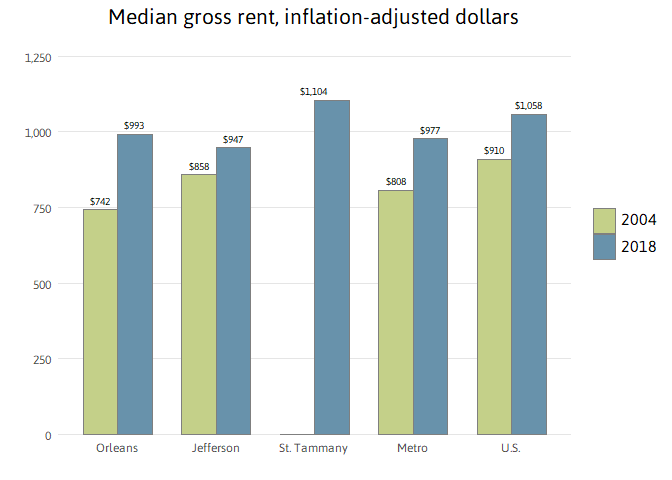 Median gross rent, inflation-adjusted dollars
1,250
1,000
750
500
250
0
$742
$993
$858
$947
$1,104
$808
$977
$910
$1,058
Orleans
Jefferson
St. Tammany
Metro
U.S.
2004
2018